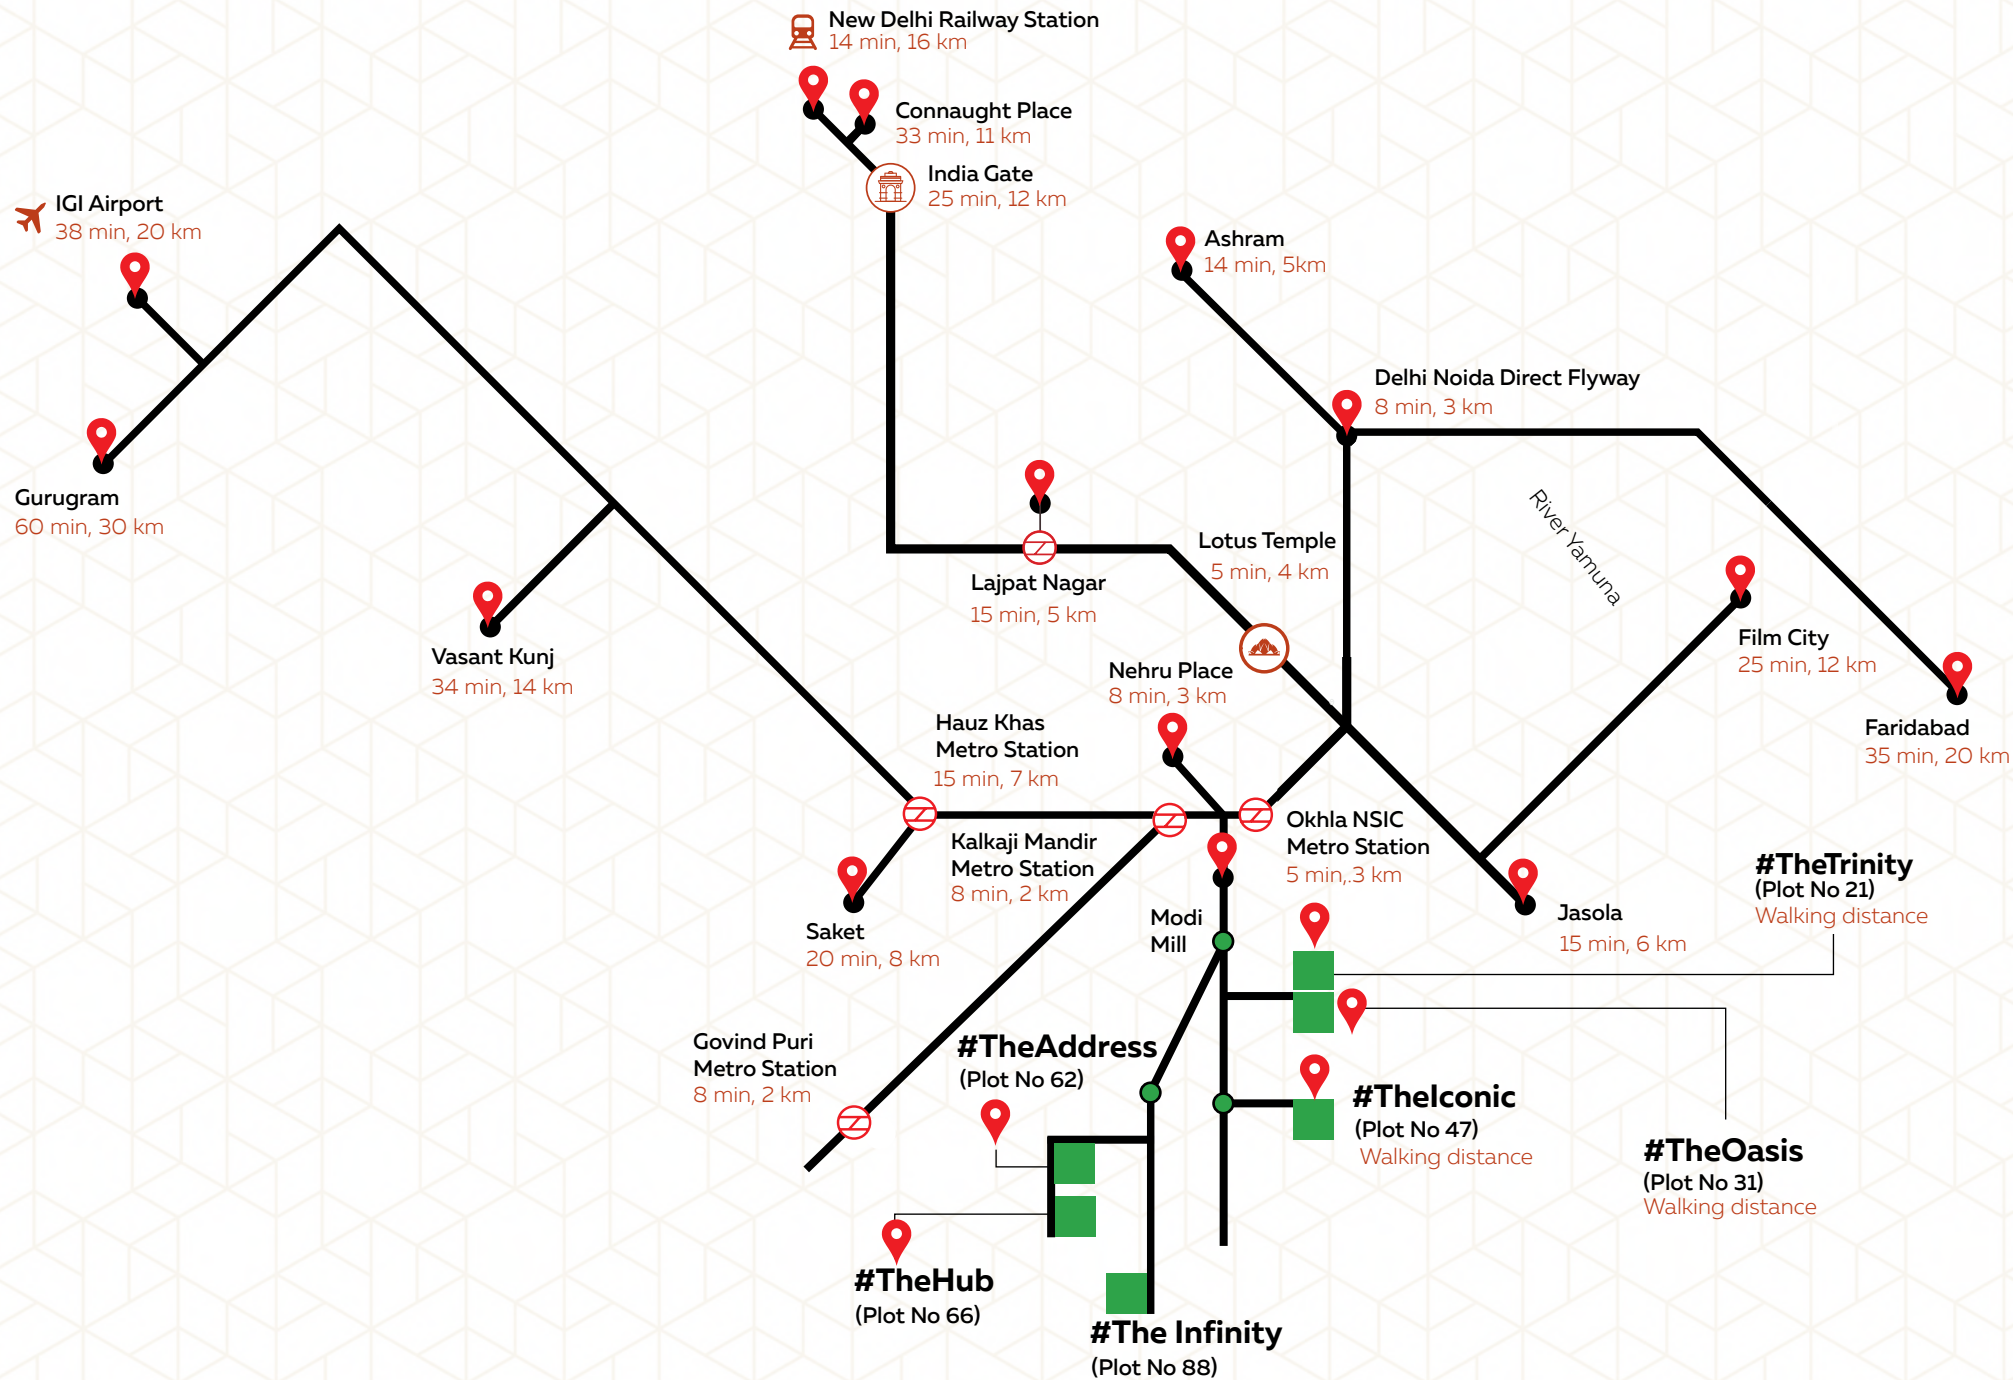 New Delhi Railway Station
14 min, 16 km
Connaught Place
33 min, 11 km
India Gate
25 min, 12 km
IGI Airport
38 min, 20 km
Ashram
14 min, 5km
Delhi Noida Direct Flyway
8 min, 3 km
Gurugram
60 min, 30 km
River Yamuna
Lotus Temple
5 min, 4 km
Lajpat Nagar
15 min, 5 km
Vasant Kunj
34 min, 14 km
Film City
25 min, 12 km
Nehru Place
8 min, 3 km
Faridabad
35 min, 20 km
Hauz Khas
Metro Station
15 min, 7 km
Kalkaji Mandir
Metro Station
8 min, 2 km
Okhla NSIC
Metro Station
5 min,.3 km
#TheTrinity
(Plot No 21)
Walking distance
Saket
20 min, 8 km
Modi
Mill
Jasola
15 min, 6 km
Govind Puri
Metro Station
8 min, 2 km
#TheAddress
(Plot No 62)
#TheIconic
(Plot No 47)
Walking distance
#TheOasis
(Plot No 31)
Walking distance
#TheHub
(Plot No 66)
#The Infinity
(Plot No 88)